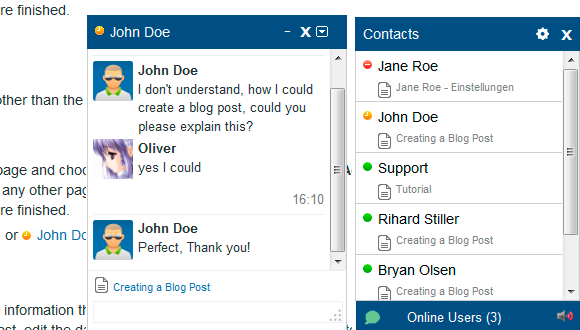 re finished.
other than the
page and choo
any other pag
re finished.
or John Do
information th
John Doe
John Doe
I don't understand, how I could
create a blog post, could you
please explain this?
Oliver
yes I could
16:10
John Doe
Perfect, Thank you!
Creating a Blog Post
Contacts
Jane Roe
Jane Roe - Einstellungen
John Doe
Creating a Blog Post
Support
Tutorial
Rihard Stiller
Creating a Blog Post
Bryan Olsen
Creating a Blog Post
Online Users (3)